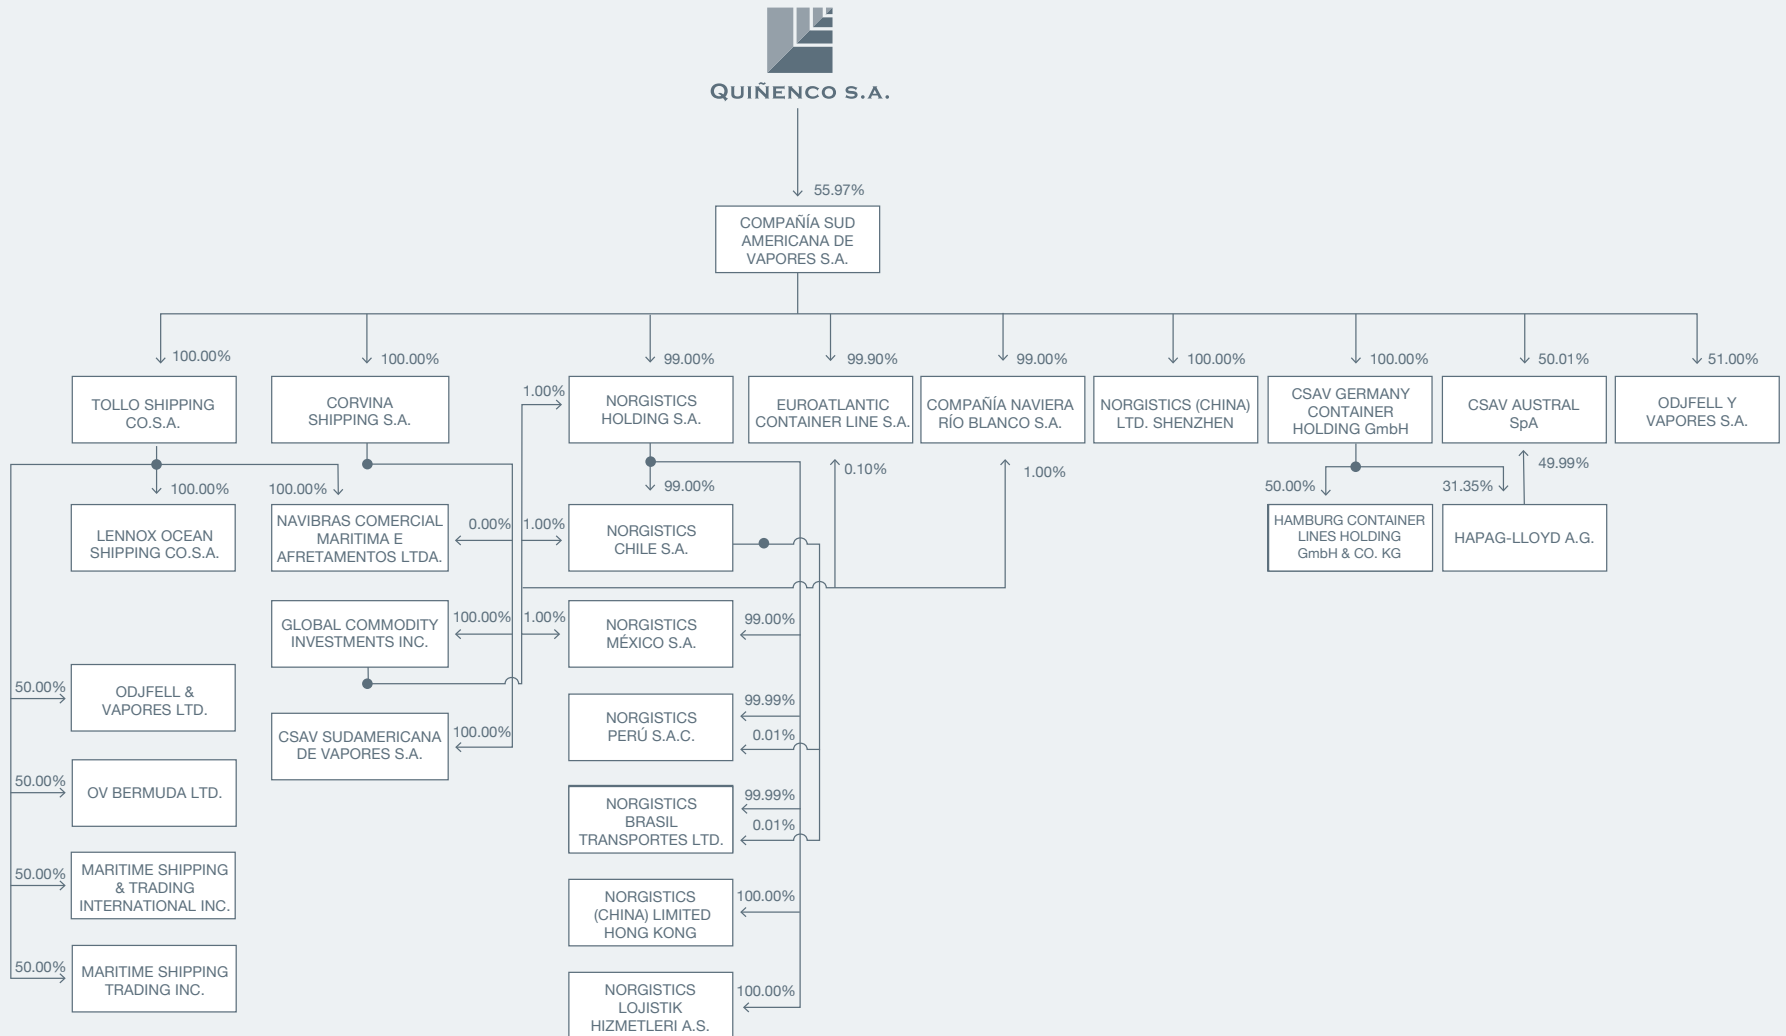 QUIÑENCO S.A.
55.97%
COMPAÑÍA SUD
AMERICANA DE
VAPORES S.A.
100.00%
100.00%
99.00%
99.90%
99.00%
100.00%
100.00%
50.01%
51.00%
TOLLO SHIPPING
CO.S.A.
CORVINA
SHIPPING S.A.
1.00%
NORGISTICS
HOLDING S.A.
EUROATLANTIC
CONTAINER LINE S.A.
COMPAÑÍA NAVIERA
RÍO BLANCO S.A.
NORGISTICS (CHINA)
LTD. SHENZHEN
CSAV GERMANY
CONTAINER
HOLDING GmbH
CSAV AUSTRAL
SpA
ODJFELL Y
VAPORES S.A.
100.00%
100.00%
99.00%
0.10%
1.00%
50.00%
31.35%
49.99%
LENNOX OCEAN
SHIPPING CO.S.A.
NAVIBRAS COMERCIAL
MARITIMA E
AFRETAMENTOS LTDA.
0.00%
1.00%
NORGISTICS
CHILE S.A.
HAMBURG CONTAINER
LINES HOLDING
GmbH & CO. KG
HAPAG-LLOYD A.G.
GLOBAL COMMODITY
INVESTMENTS INC.
100.00%
1.00%
NORGISTICS
MÉXICO S.A.
99.00%
50.00%
ODJFELL &
VAPORES LTD.
CSAV SUDAMERICANA
DE VAPORES S.A.
100.00%
NORGISTICS
PERÚ S.A.C.
99.99%
0.01%
50.00%
OV BERMUDA LTD.
NORGISTICS
BRASIL
TRANSPORTES LTD.
99.99%
0.01%
50.00%
MARITIME SHIPPING
& TRADING
INTERNATIONAL INC.
NORGISTICS
(CHINA) LIMITED
HONG KONG
100.00%
50.00%
MARITIME SHIPPING
TRADING INC.
NORGISTICS
LOJISTIK
HIZMETLERI A.S.
100.00%